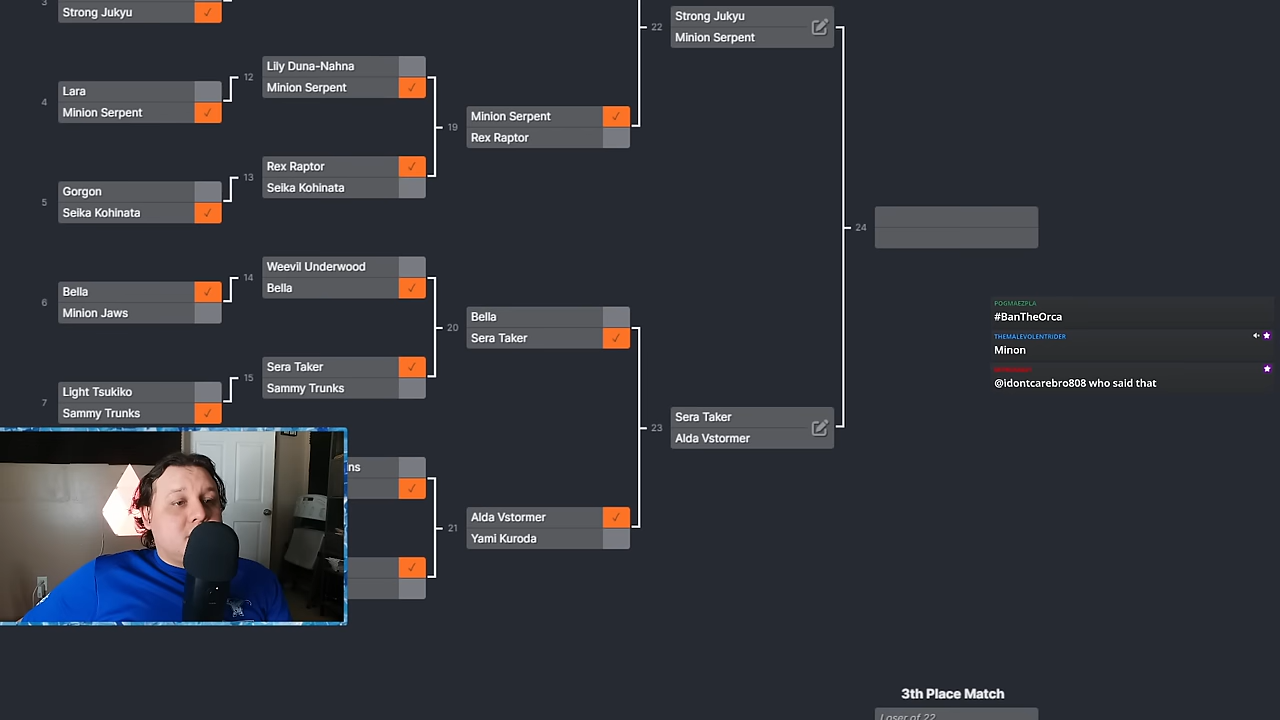 3
Strong Jukyu
4
Lara
Minion Serpent
5
Gorgon
Seika Kohinata
6
Bella
Minion Jaws
7
Light Tsukiko
Sammy Trunks
12
Lily Duna-Nahna
Minion Serpent
13
Rex Raptor
Seika Kohinata
14
Weevil Underwood
Bella
15
Sera Taker
Sammy Trunks
ns
19
Minion Serpent
Rex Raptor
20
Bella
Sera Taker
21
Alda Vstormer
Yami Kuroda
22
Strong Jukyu
Minion Serpent
23
Sera Taker
Alda Vstormer
24
POGMAEZPLA
#BanTheOrca
THEMALEVOLENTRIDER
Minon
@idontcarebro808 who said that
3th Place Match
Loser of 22